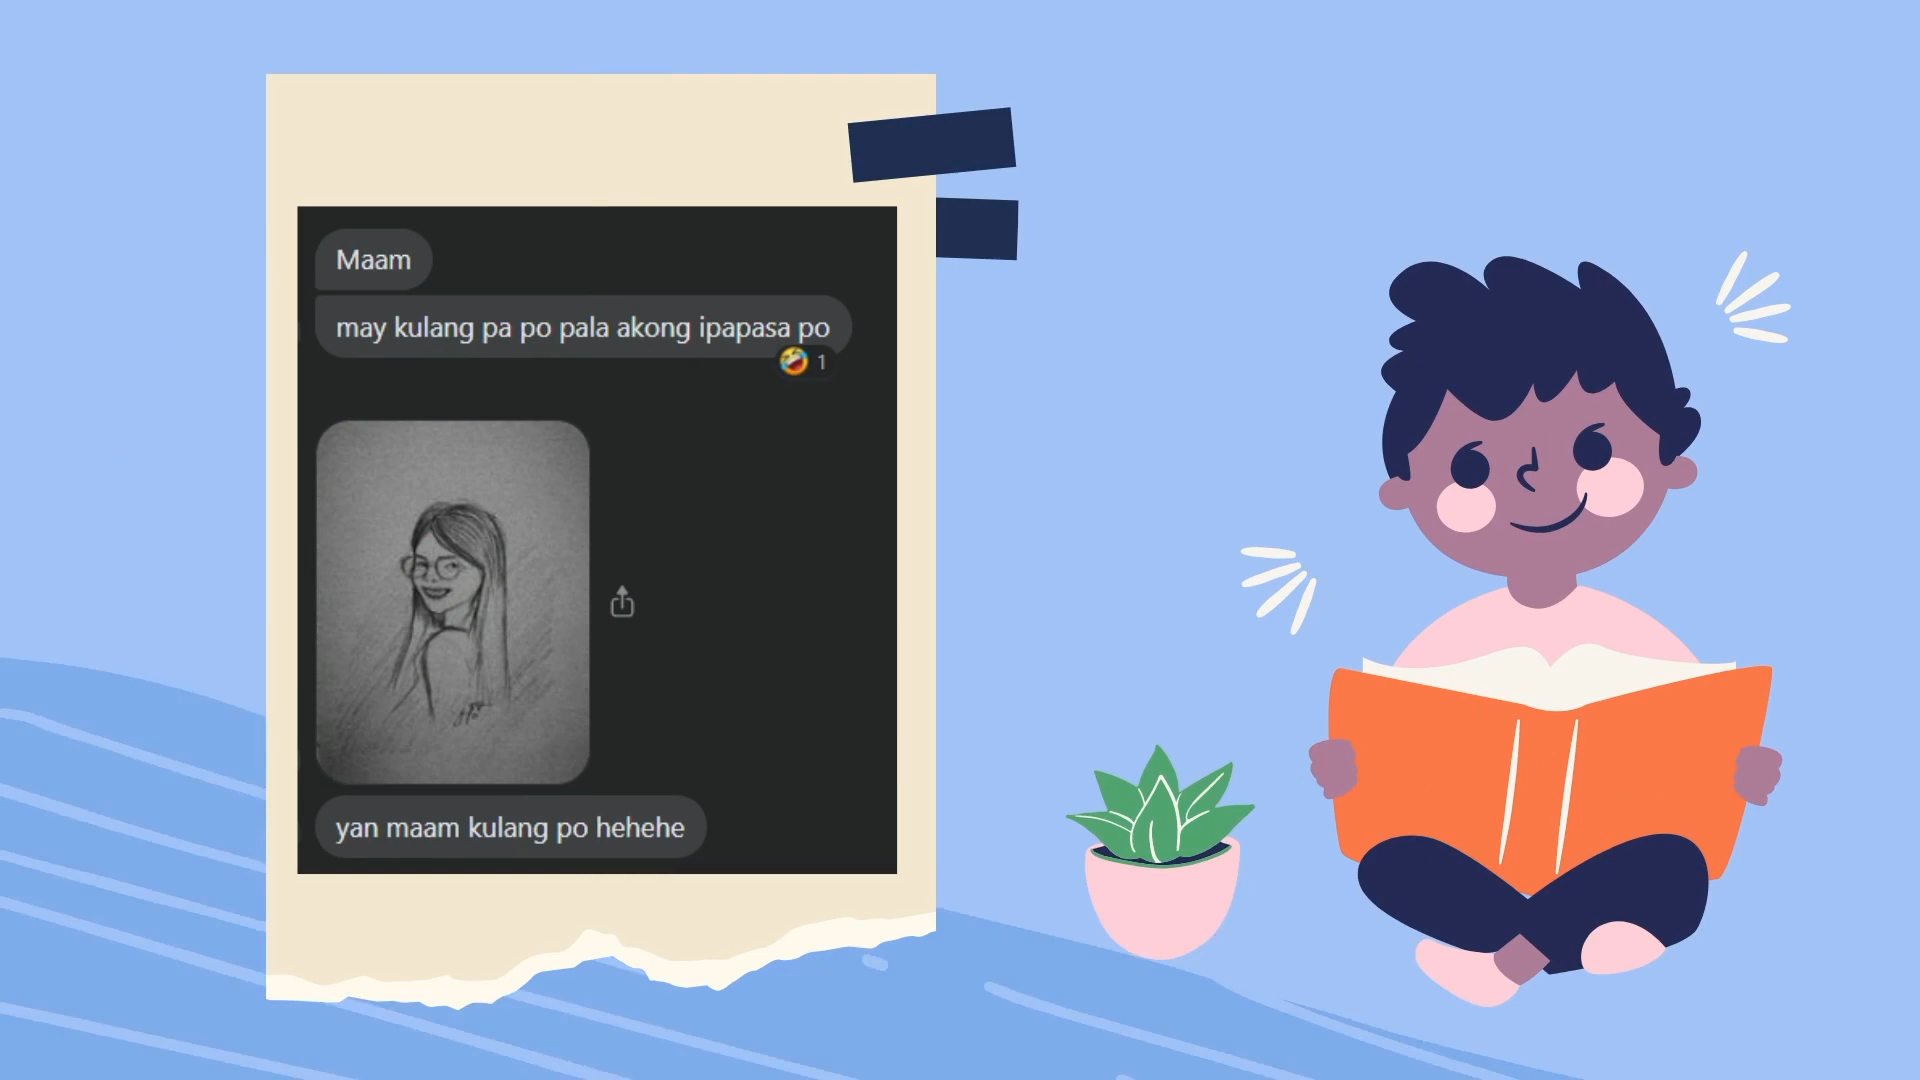 Maam
may kulang pa po pala akong ipapasa po
1
yan maam kulang po hehehe